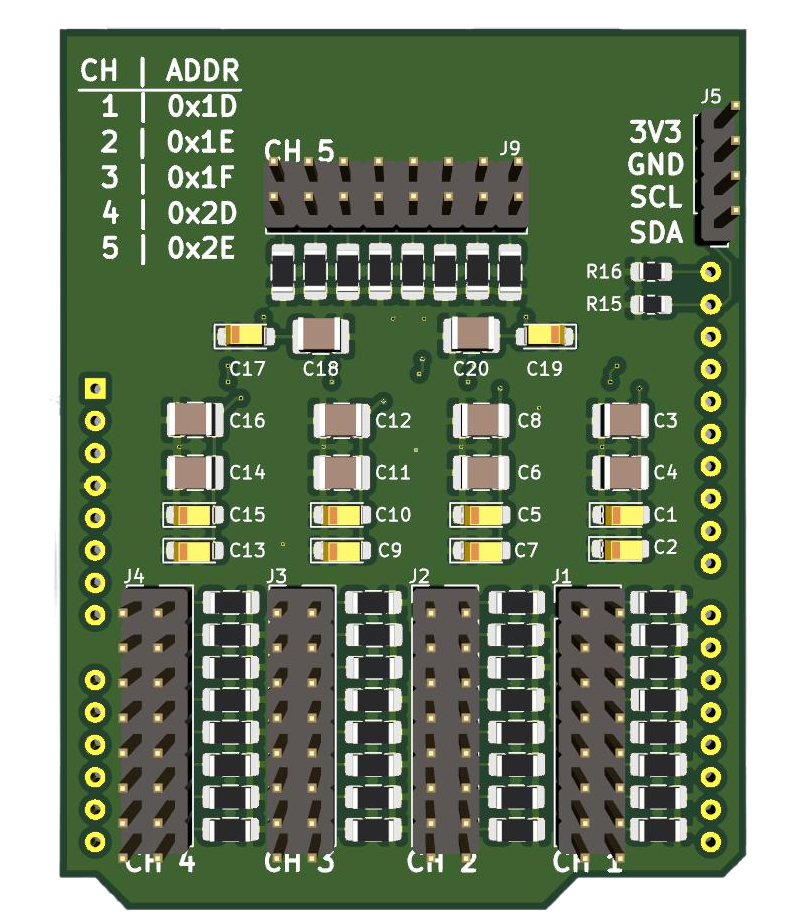 CH | ADDR
1 | 0x1D
2 | 0x1E
3 | 0x1F
4 | 0x2D
5 | 0x2E
CH 5
J9
J5
3V3
GND
SCL
SDA
R16
R15
C17 C18 C20 C19
C16 C12 C8 C3
C14 C11 C6 C4
C15 C10 C5 C1
C13 C9 C7 C2
J4 J3 J2 J1
CH 4 CH 3 CH 2 CH 1